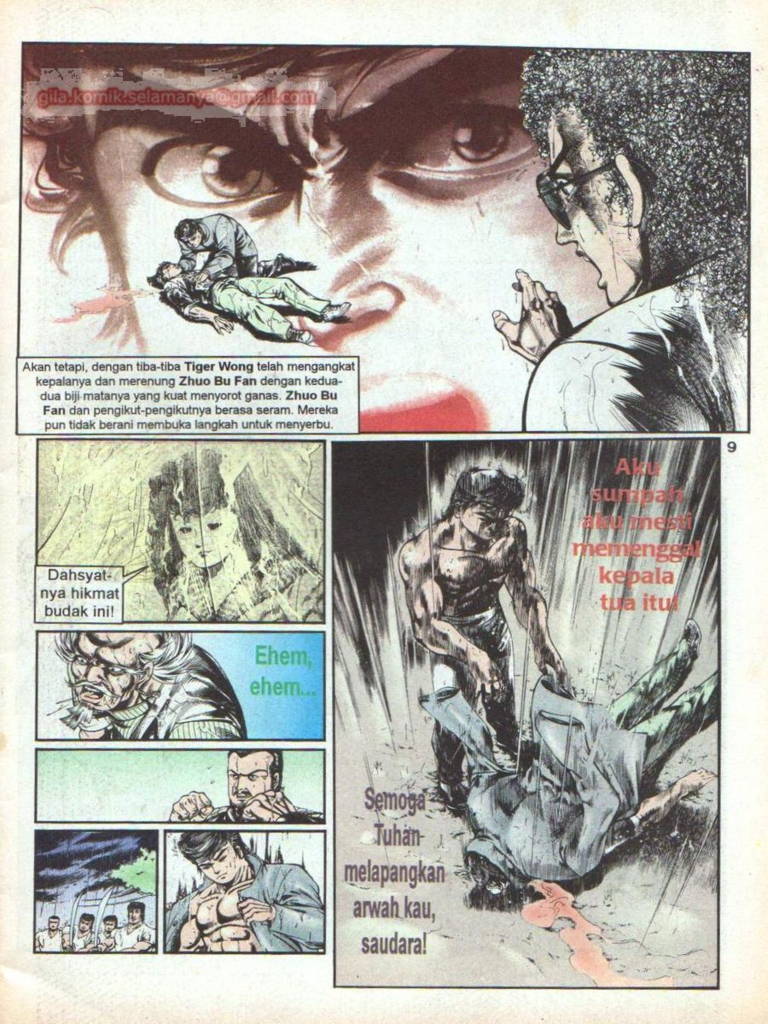 gila.komik.selamanya@gmail.com
Akan tetapi, dengan tiba-tiba Tiger Wong telah mengangkat
kepalanya dan merenung Zhuo Bu Fan dengan kedua-
dua biji matanya yang kuat menyorot ganas. Zhuo Bu
Fan dan pengikut-pengikutnya berasa seram. Mereka
pun tidak berani membuka langkah untuk menyerbu.
9
Dahsyat-
nya hikmat
budak ini!
Ehem,
ehem...
Aku
sumpah
aku mesti
memenggal
kepala
tua itu!
Semoga
Tuhan
melapangkan
arwah kau,
saudara!